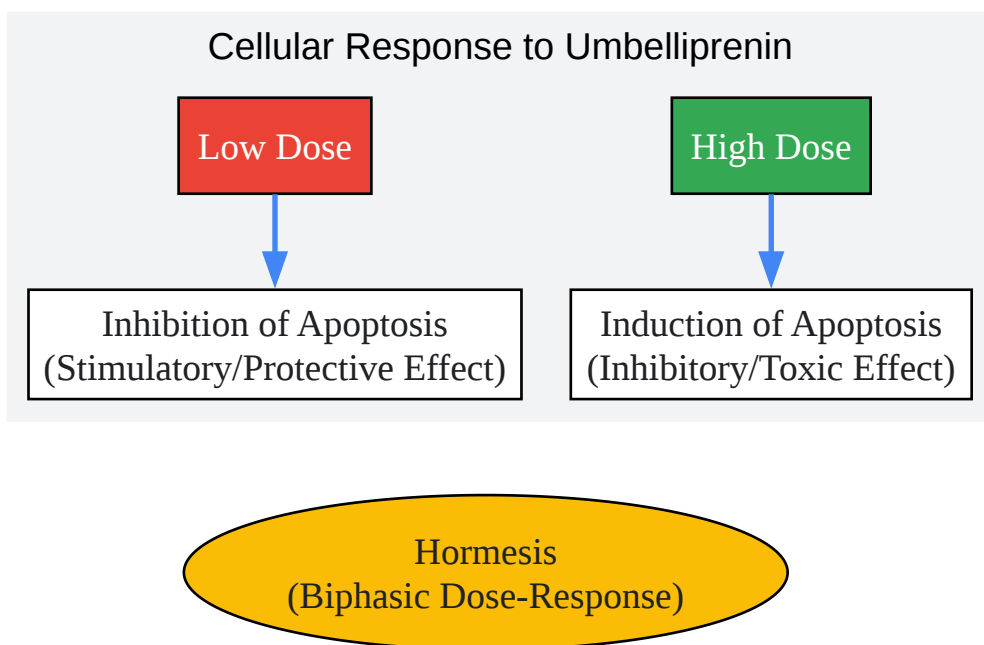 Cellular Response to Umbelliprenin
Low Dose
High Dose
Inhibition of Apoptosis
(Stimulatory/Protective Effect)
Induction of Apoptosis
(Inhibitory/Toxic Effect)
Hormesis
(Biphasic Dose-Response)